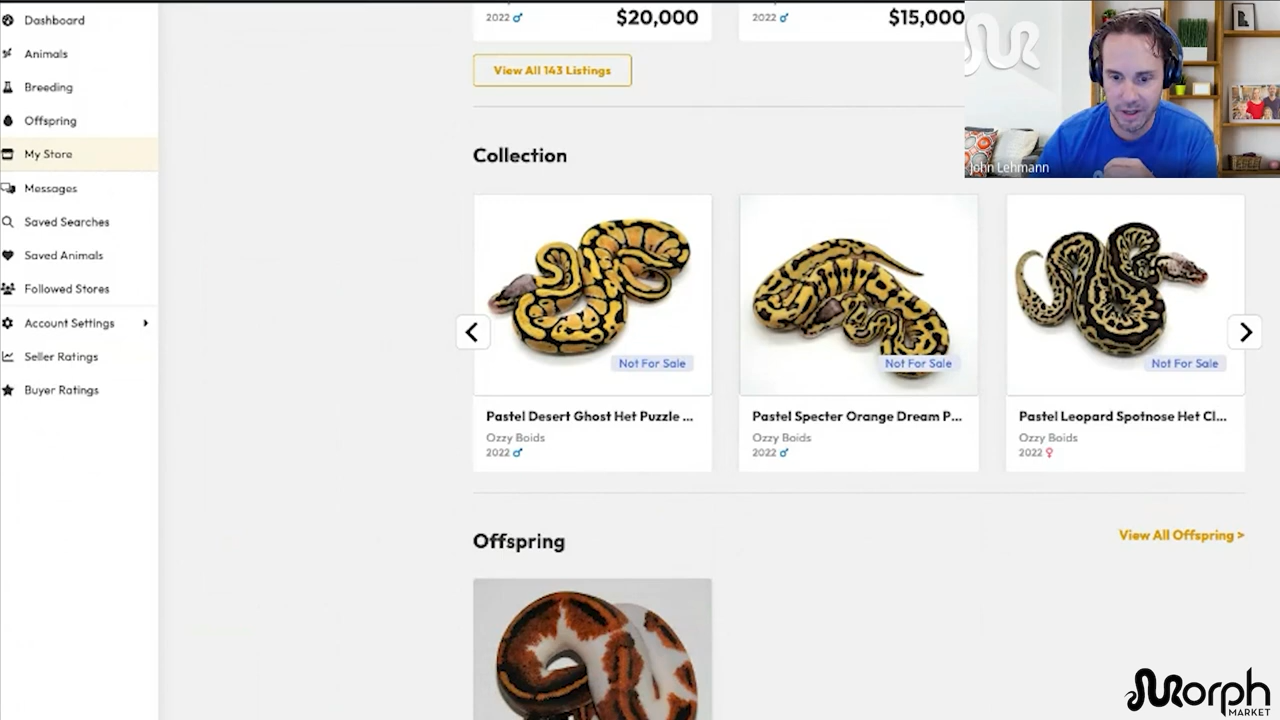 Dashboard
Animals
Breeding
Offspring
My Store
Messages
Saved Searches
Saved Animals
Followed Stores
Account Settings
Seller Ratings
Buyer Ratings
2022 ♂ $20,000
2022 ♂ $15,000
View All 143 Listings
John Lehmann
Collection
Not For Sale
Not For Sale
Not For Sale
Pastel Desert Ghost Het Puzzle ...
Ozzy Boids
2022 ♂
Pastel Specter Orange Dream P...
Ozzy Boids
2022 ♂
Pastel Leopard Spotnose Het Cl...
Ozzy Boids
2022 ♀
Offspring
View All Offspring >
Morph
MARKET